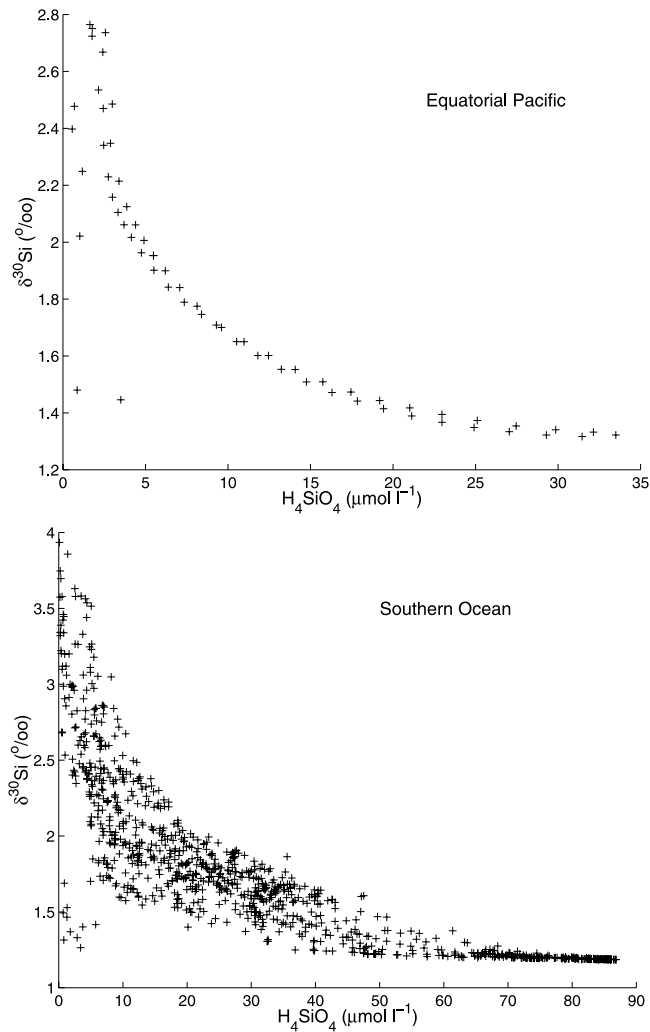 2.8
2.6
2.4
2.2
2
1.8
1.6
1.4
1.2
δ³⁰Si (º/oo)
Equatorial Pacific
0 5 10 15 20 25 30 35
H₄SiO₄ (μmol l⁻¹)
4
3.5
3
2.5
2
1.5
1
δ³⁰Si (º/oo)
Southern Ocean
0 10 20 30 40 50 60 70 80 90
H₄SiO₄ (μmol l⁻¹)